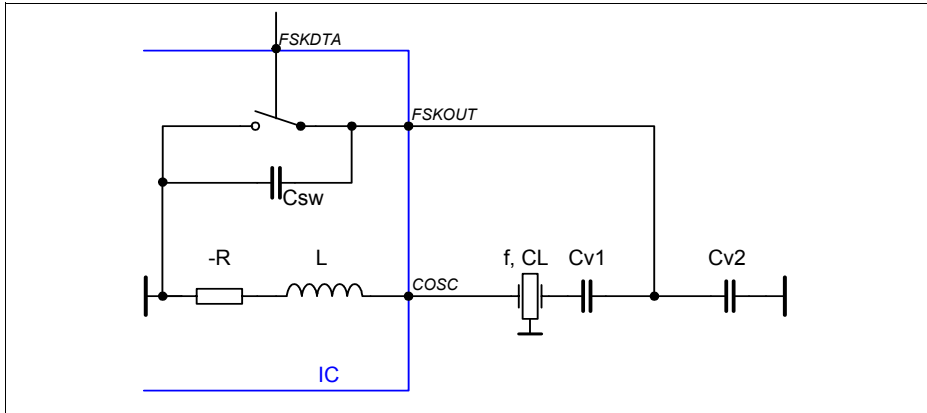 FSKDTA
FSKOUT
Csw
-R L f, CL Cv1 Cv2
COSC
IC